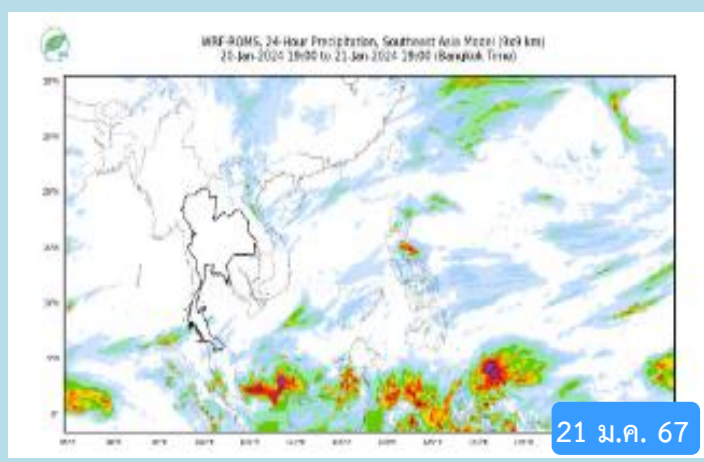 WRF-ROMS, 24-Hour Precipitation, Southeast Asia Model (9x9 km)
20-Jan-2024 19:00 to 21-Jan-2024 19:00 (Bangkok Time)
21 ม.ค. 67